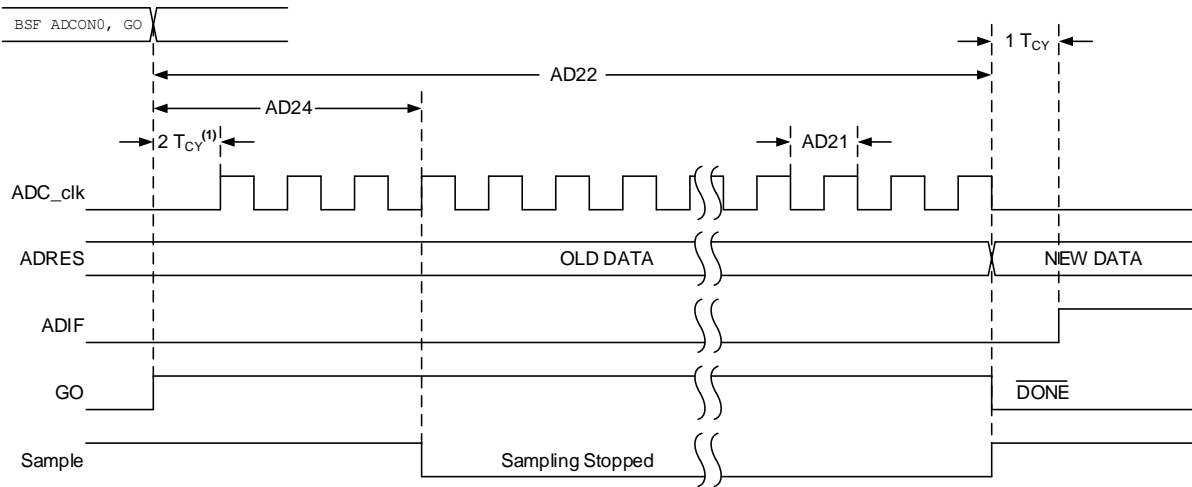 BSF ADCON0, GO
1 TCY
AD22
AD24
2 TCY(1)
AD21
ADC_clk
ADRES
OLD DATA
NEW DATA
ADIF
GO
DONE
Sample
Sampling Stopped